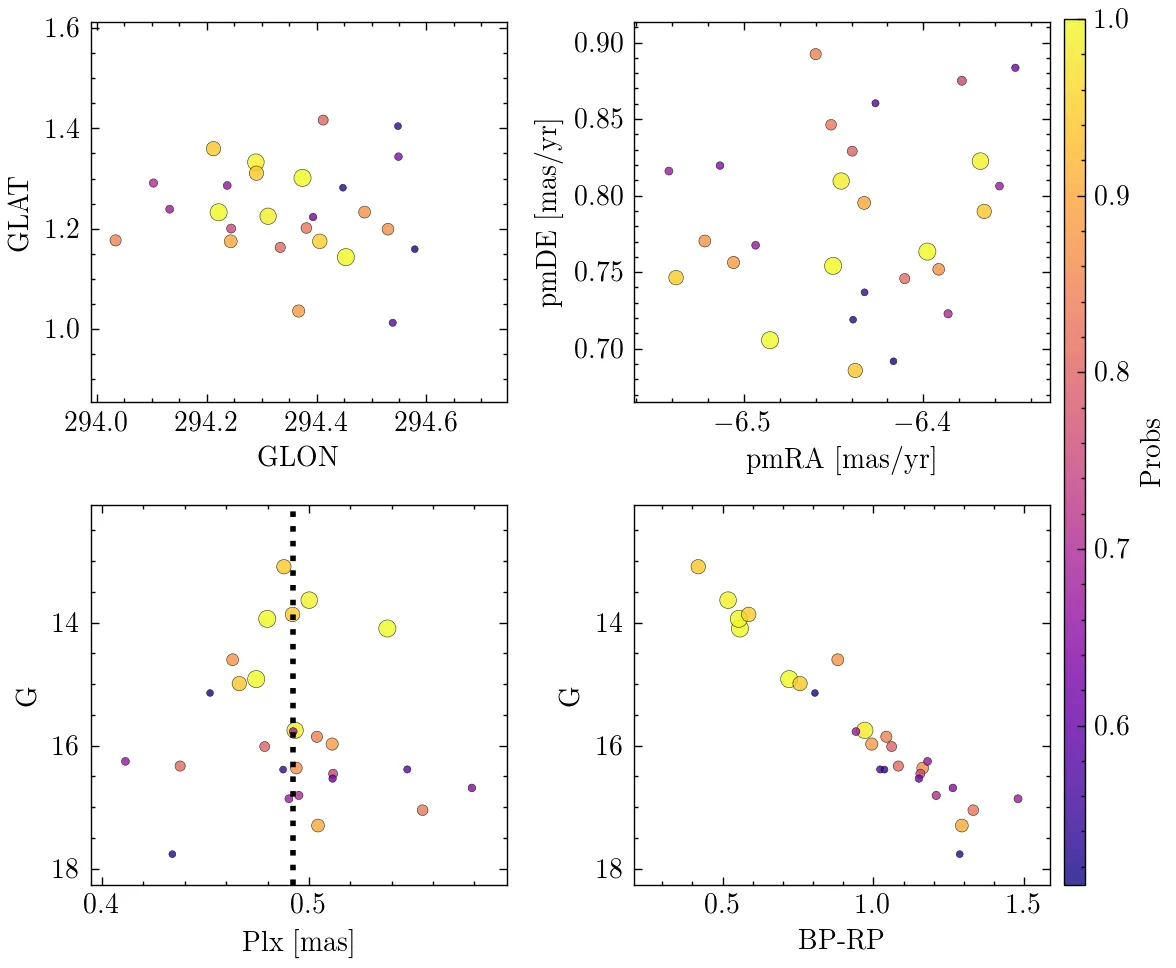 1.6
1.4
1.2
1.0
GLAT
294.0 294.2 294.4 294.6
GLON
0.90
0.85
0.80
0.75
0.70
pmDE [mas/yr]
−6.5 −6.4
pmRA [mas/yr]
14
16
18
G
0.4 0.5
Plx [mas]
14
16
18
G
0.5 1.0 1.5
BP-RP
1.0
0.9
0.8
0.7
0.6
Probs